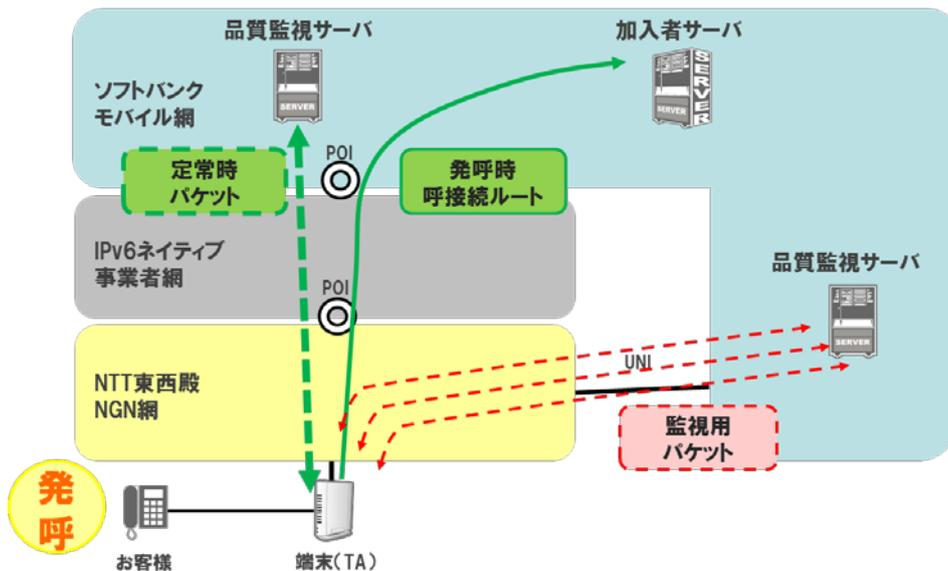 品質監視サーバ
加入者サーバ
SERVER
SERVER
ソフトバンク
モバイル網
定常時
パケット
POI
発呼時
呼接続ルート
IPv6ネイティブ
事業者網
POI
品質監視サーバ
SERVER
UNI
NTT東西殿
NGN網
監視用
パケット
発
呼
お客様
端末(TA)